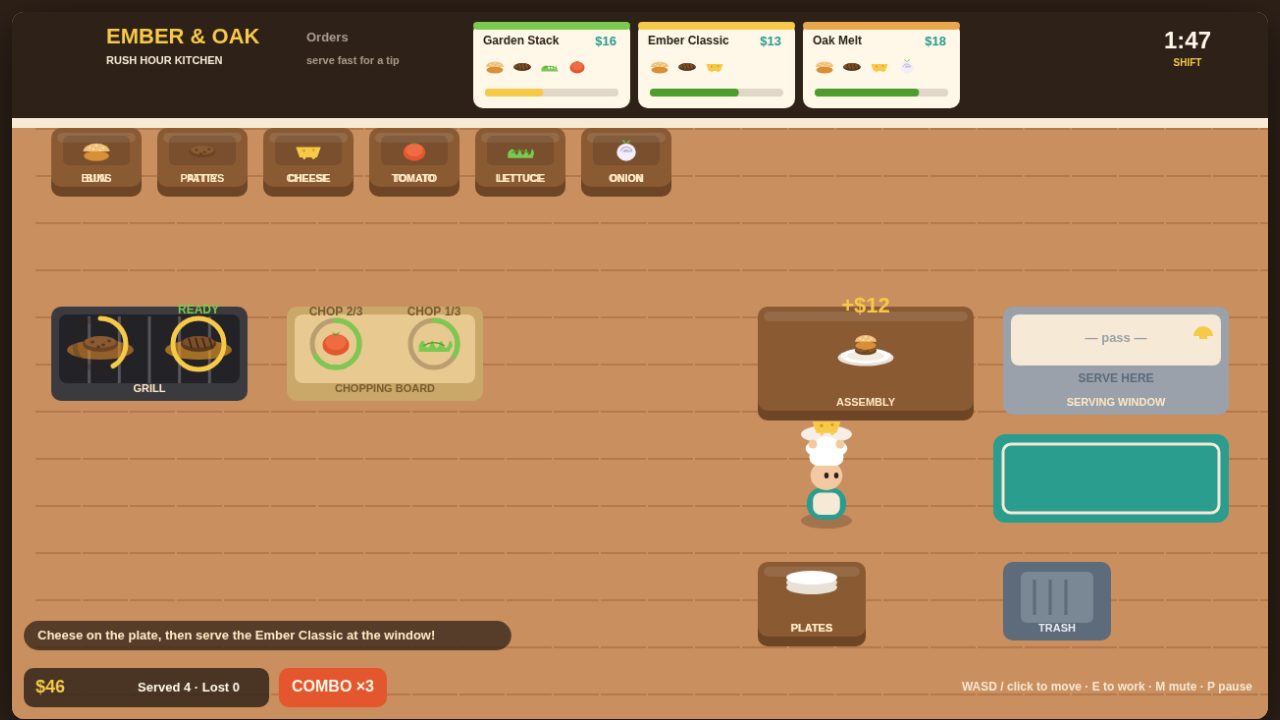 EMBER & OAK
RUSH HOUR KITCHEN
Orders
serve fast for a tip
Garden Stack $16
Ember Classic $13
Oak Melt $18
1:47
SHIFT
CHEESE
TOMATO
LETTUCE
ONION
READY
GRILL
CHOP 2/3
CHOP 1/3
CHOPPING BOARD
+$12
ASSEMBLY
— pass —
SERVE HERE
SERVING WINDOW
PLATES
TRASH
Cheese on the plate, then serve the Ember Classic at the window!
$46
Served 4 · Lost 0
COMBO ×3
WASD / click to move · E to work · M mute · P pause